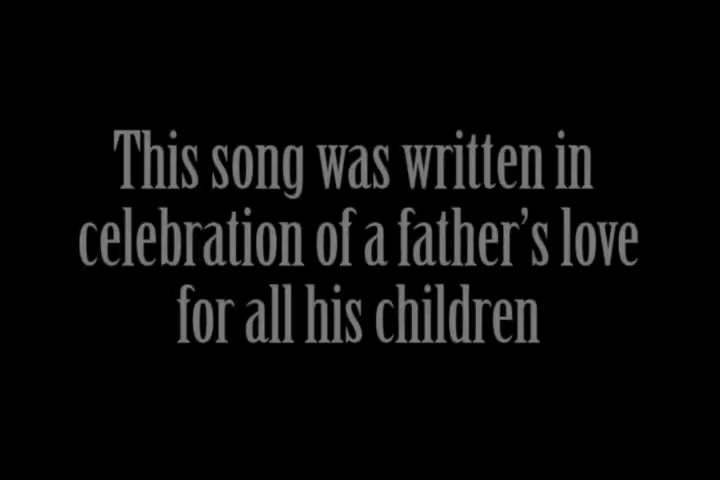 This song was written in
celebration of a father’s love
for all his children